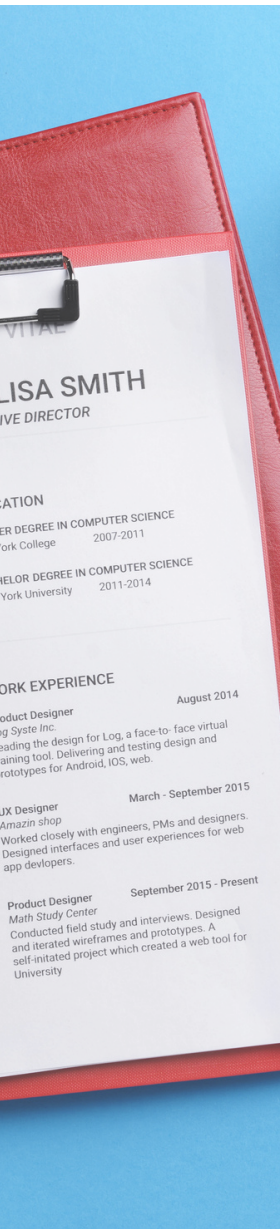 VITAE
LISA SMITH
IVE DIRECTOR
CATION
ER DEGREE IN COMPUTER SCIENCE
York College 2007-2011
HELOR DEGREE IN COMPUTER SCIENCE
York University 2011-2014
ORK EXPERIENCE
oduct Designer August 2014
og Syste Inc.
eading the design for Log, a face-to- face virtual
aining tool. Delivering and testing design and
rototypes for Android, IOS, web.
UX Designer March - September 2015
Amazin shop
Worked closely with engineers, PMs and designers.
Designed interfaces and user experiences for web
app devlopers.
Product Designer September 2015 - Present
Math Study Center
Conducted field study and interviews. Designed
and iterated wireframes and prototypes. A
self-initated project which created a web tool for
University